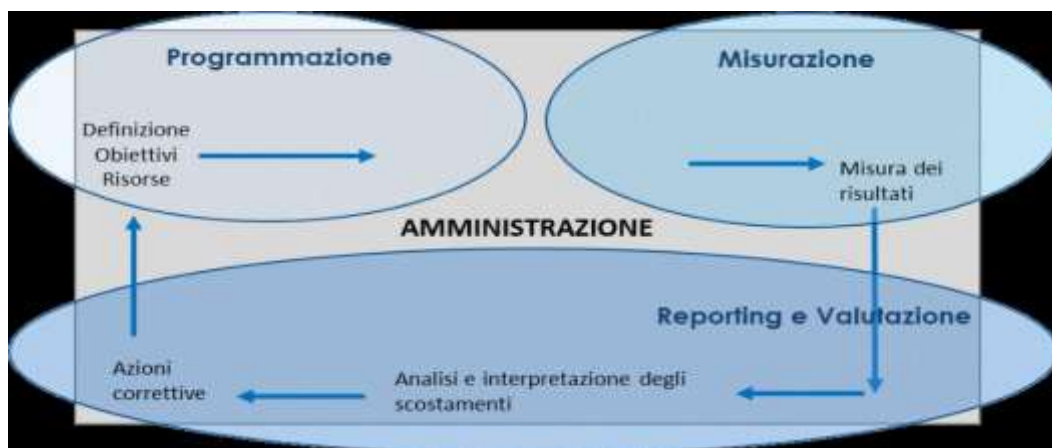 Programmazione
Misurazione
Definizione
Obiettivi
Risorse
Misura dei
risultati
AMMINISTRAZIONE
Reporting e Valutazione
Azioni
correttive
Analisi e interpretazione degli
scostamenti